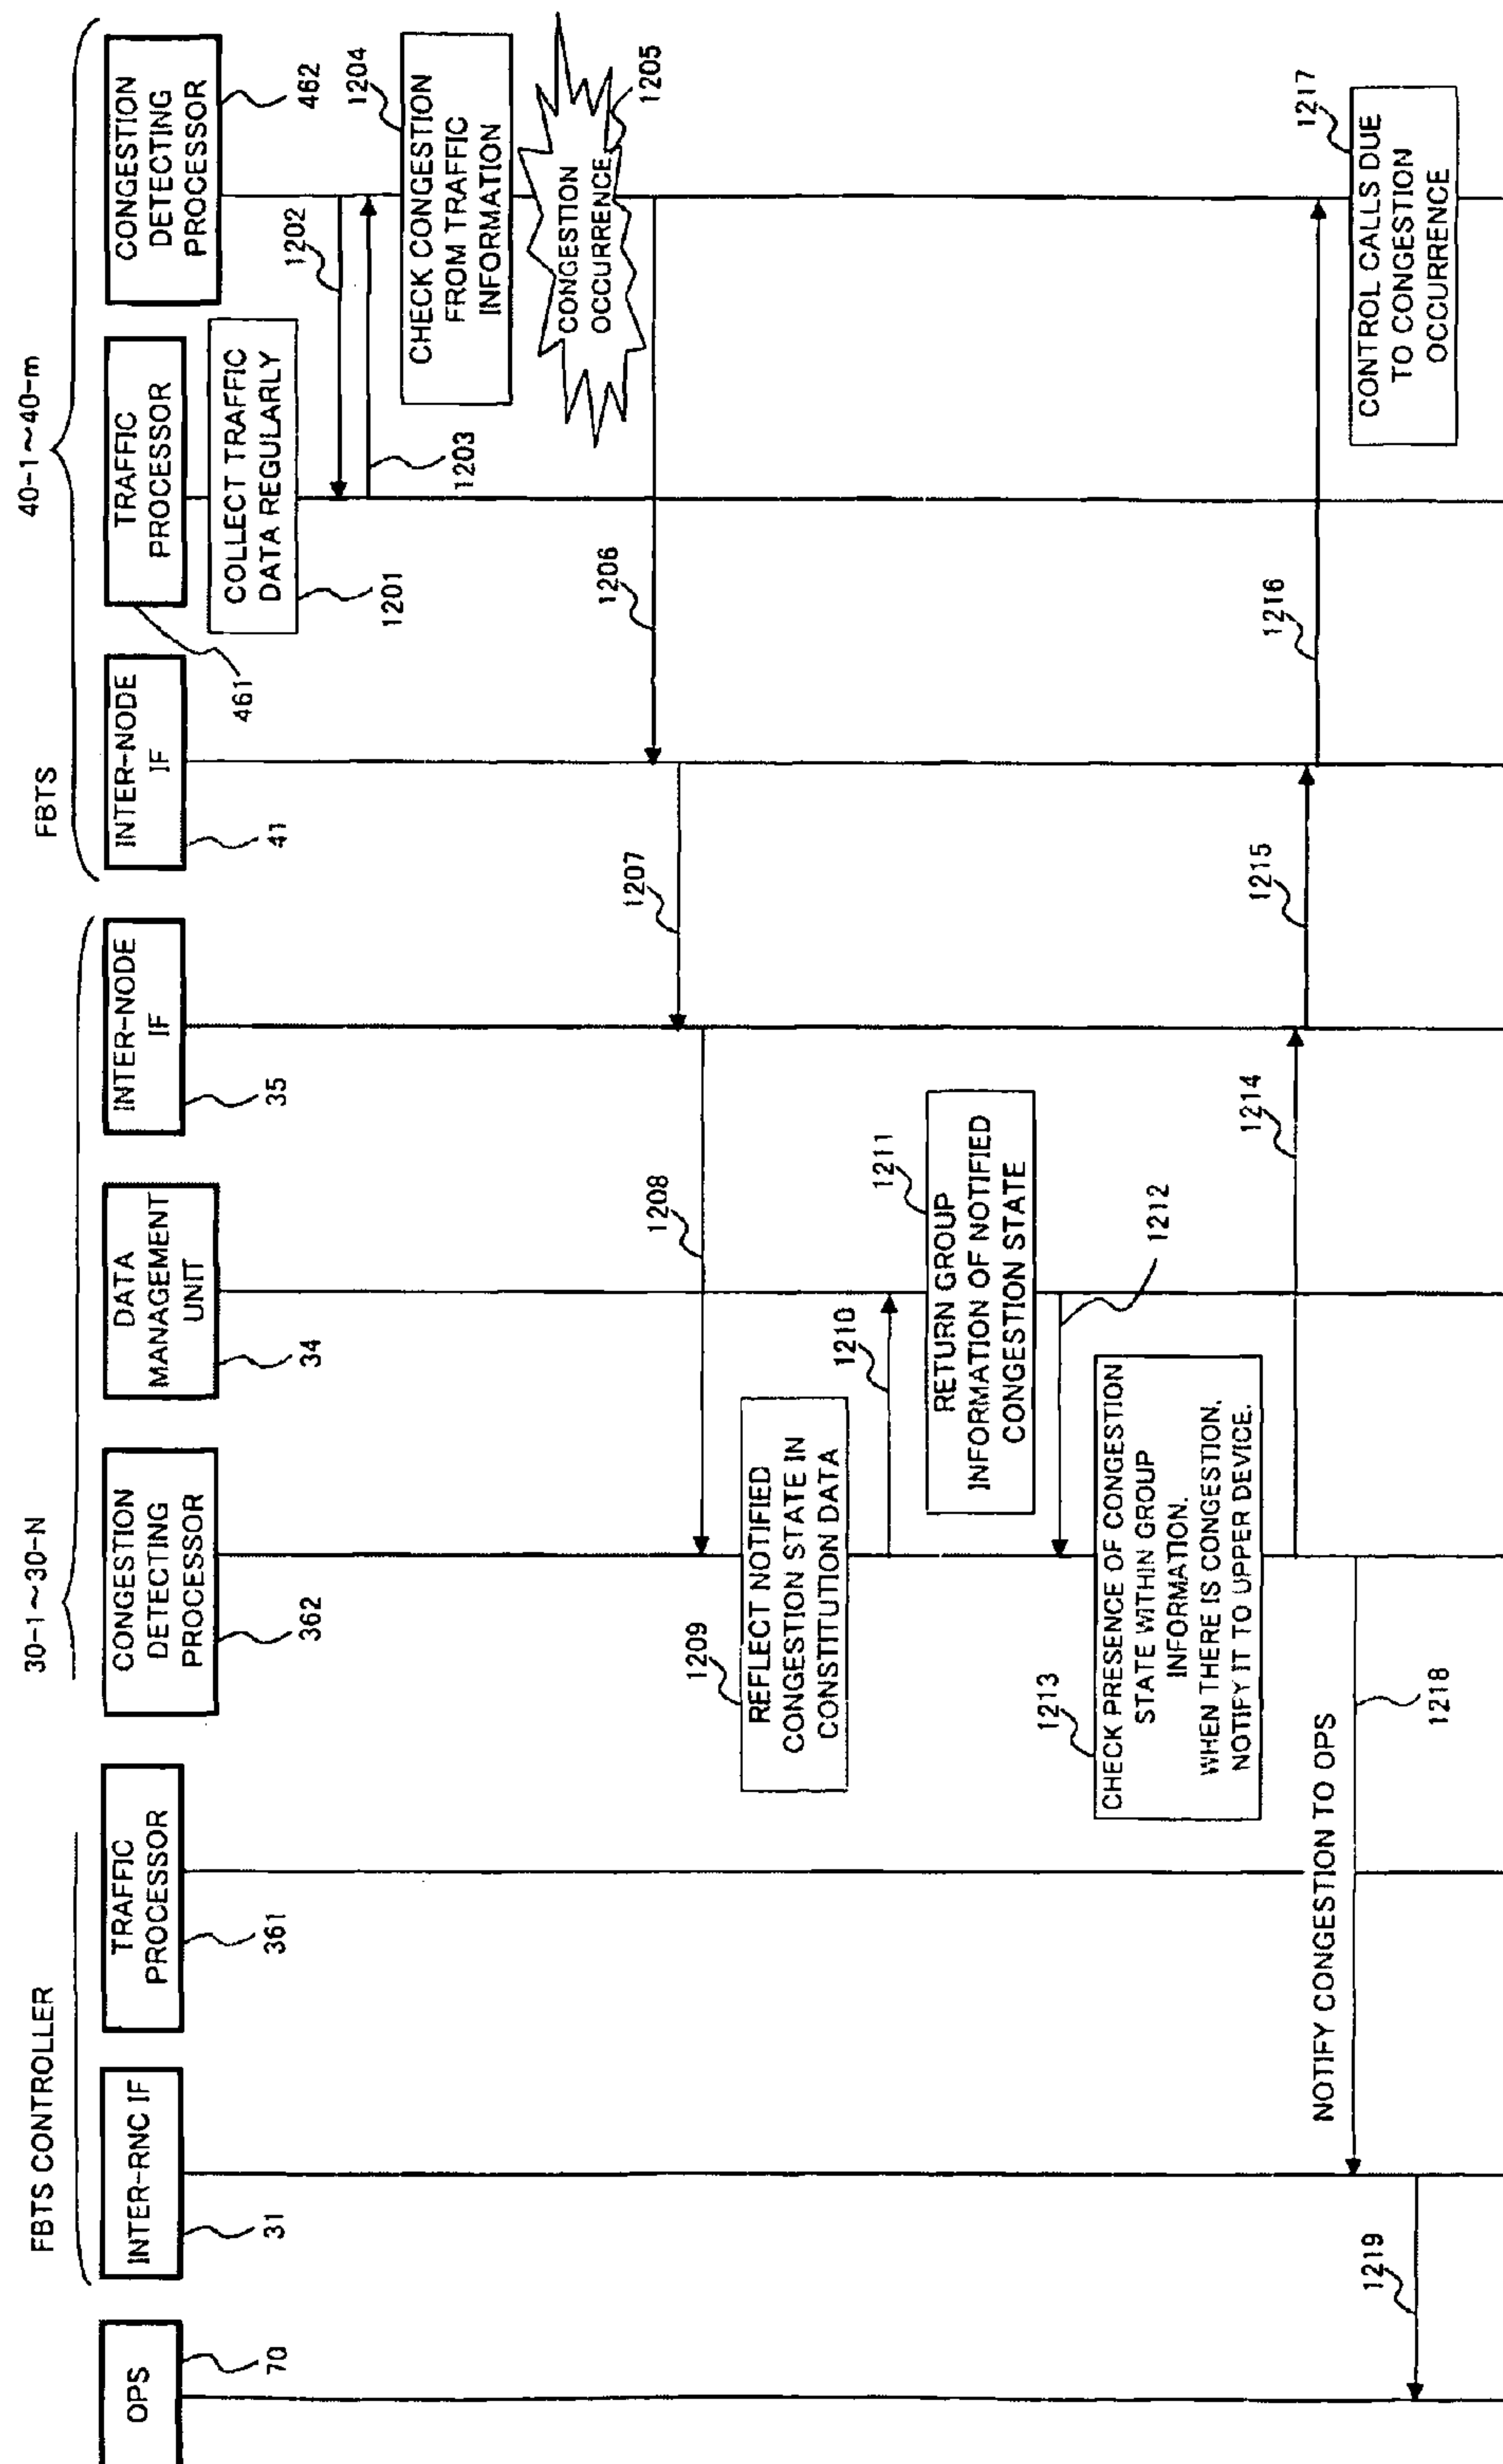 FBTS CONTROLLER
30-1~30-N
FBTS
40-1~40-m
OPS
70
INTER-RNC IF
31
TRAFFIC
PROCESSOR
361
CONGESTION
DETECTING
PROCESSOR
362
DATA
MANAGEMENT
UNIT
34
INTER-NODE
IF
35
INTER-NODE
IF
41
TRAFFIC
PROCESSOR
461
CONGESTION
DETECTING
PROCESSOR
462
COLLECT TRAFFIC
DATA REGULARLY
1201
1202
1203
1204
CHECK CONGESTION
FROM TRAFFIC
INFORMATION
CONGESTION
OCCURRENCE
1205
1206
1207
1208
1209
REFLECT NOTIFIED
CONGESTION STATE IN
CONSTITUTION DATA
1210
1211
RETURN GROUP
INFORMATION OF NOTIFIED
CONGESTION STATE
1212
1213
CHECK PRESENCE OF CONGESTION
STATE WITHIN GROUP
INFORMATION.
WHEN THERE IS CONGESTION,
NOTIFY IT TO UPPER DEVICE.
1214
1215
1216
1217
CONTROL CALLS DUE
TO CONGESTION
OCCURRENCE
NOTIFY CONGESTION TO OPS
1218
1219